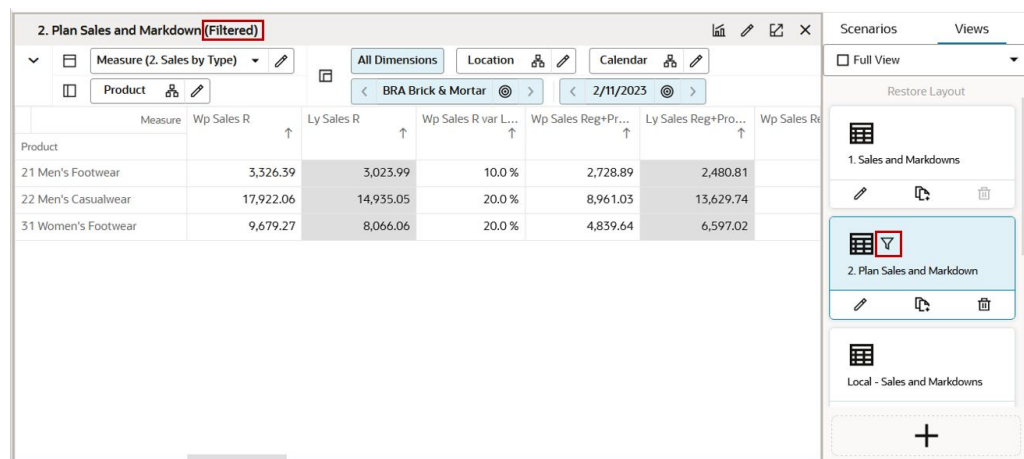 2. Plan Sales and Markdown (Filtered)
Scenarios Views
Measure (2. Sales by Type)
All Dimensions Location Calendar
Full View
Product
BRA Brick & Mortar 2/11/2023
Restore Layout
Measure Wp Sales R Ly Sales R Wp Sales R var L... Wp Sales Reg+Pr... Ly Sales Reg+Pro... Wp Sales Re
Product
21 Men's Footwear 3,326.39 3,023.99 10.0 % 2,728.89 2,480.81
22 Men's Casualwear 17,922.06 14,935.05 20.0 % 8,961.03 13,629.74
31 Women's Footwear 9,679.27 8,066.06 20.0 % 4,839.64 6,597.02
1. Sales and Markdowns
2. Plan Sales and Markdown
Local - Sales and Markdowns